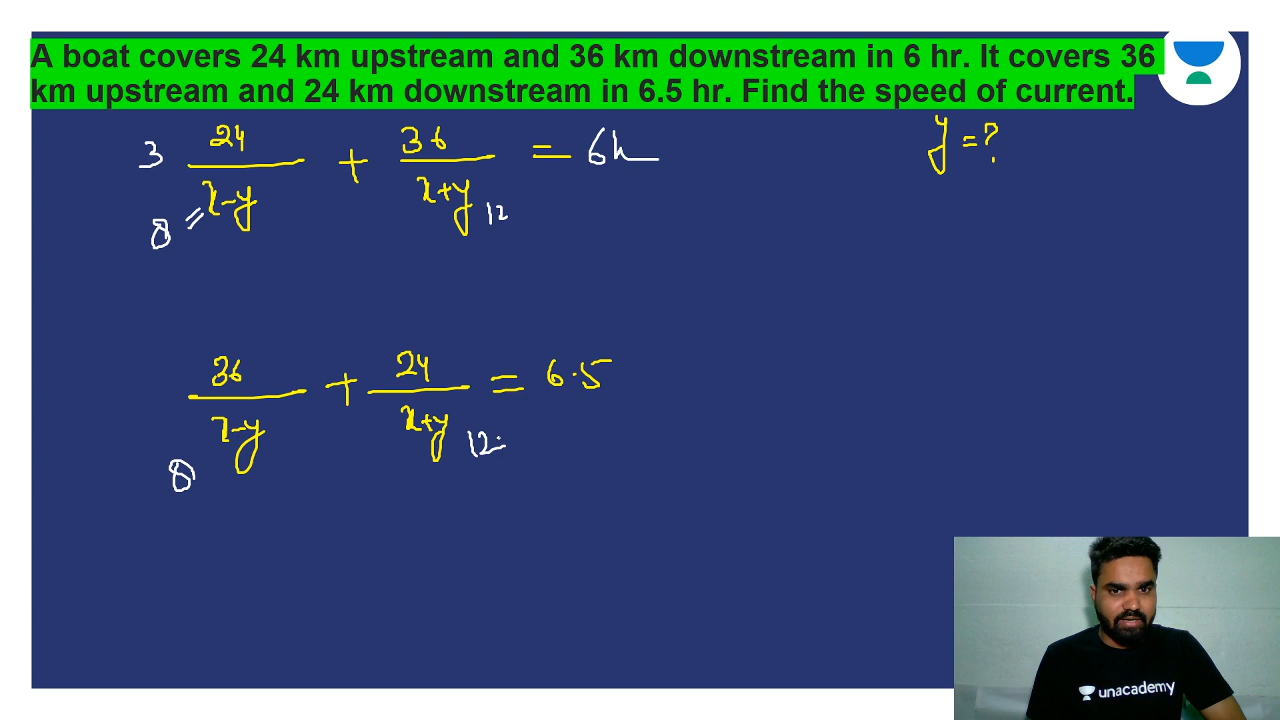 A boat covers 24 km upstream and 36 km downstream in 6 hr. It covers 36
km upstream and 24 km downstream in 6.5 hr. Find the speed of current.
3 24/(x-y) + 36/(x+y) = 6h
8 = 12
y = ?
36/(x-y) + 24/(x+y) = 6.5
8 12
unacademy